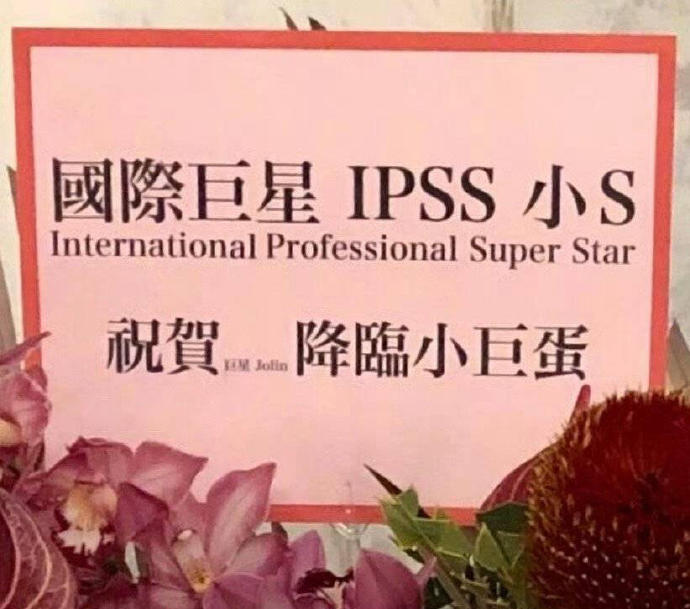 國際巨星 IPSS 小S
International Professional Super Star
祝賀 巨星 Jolin 降臨小巨蛋